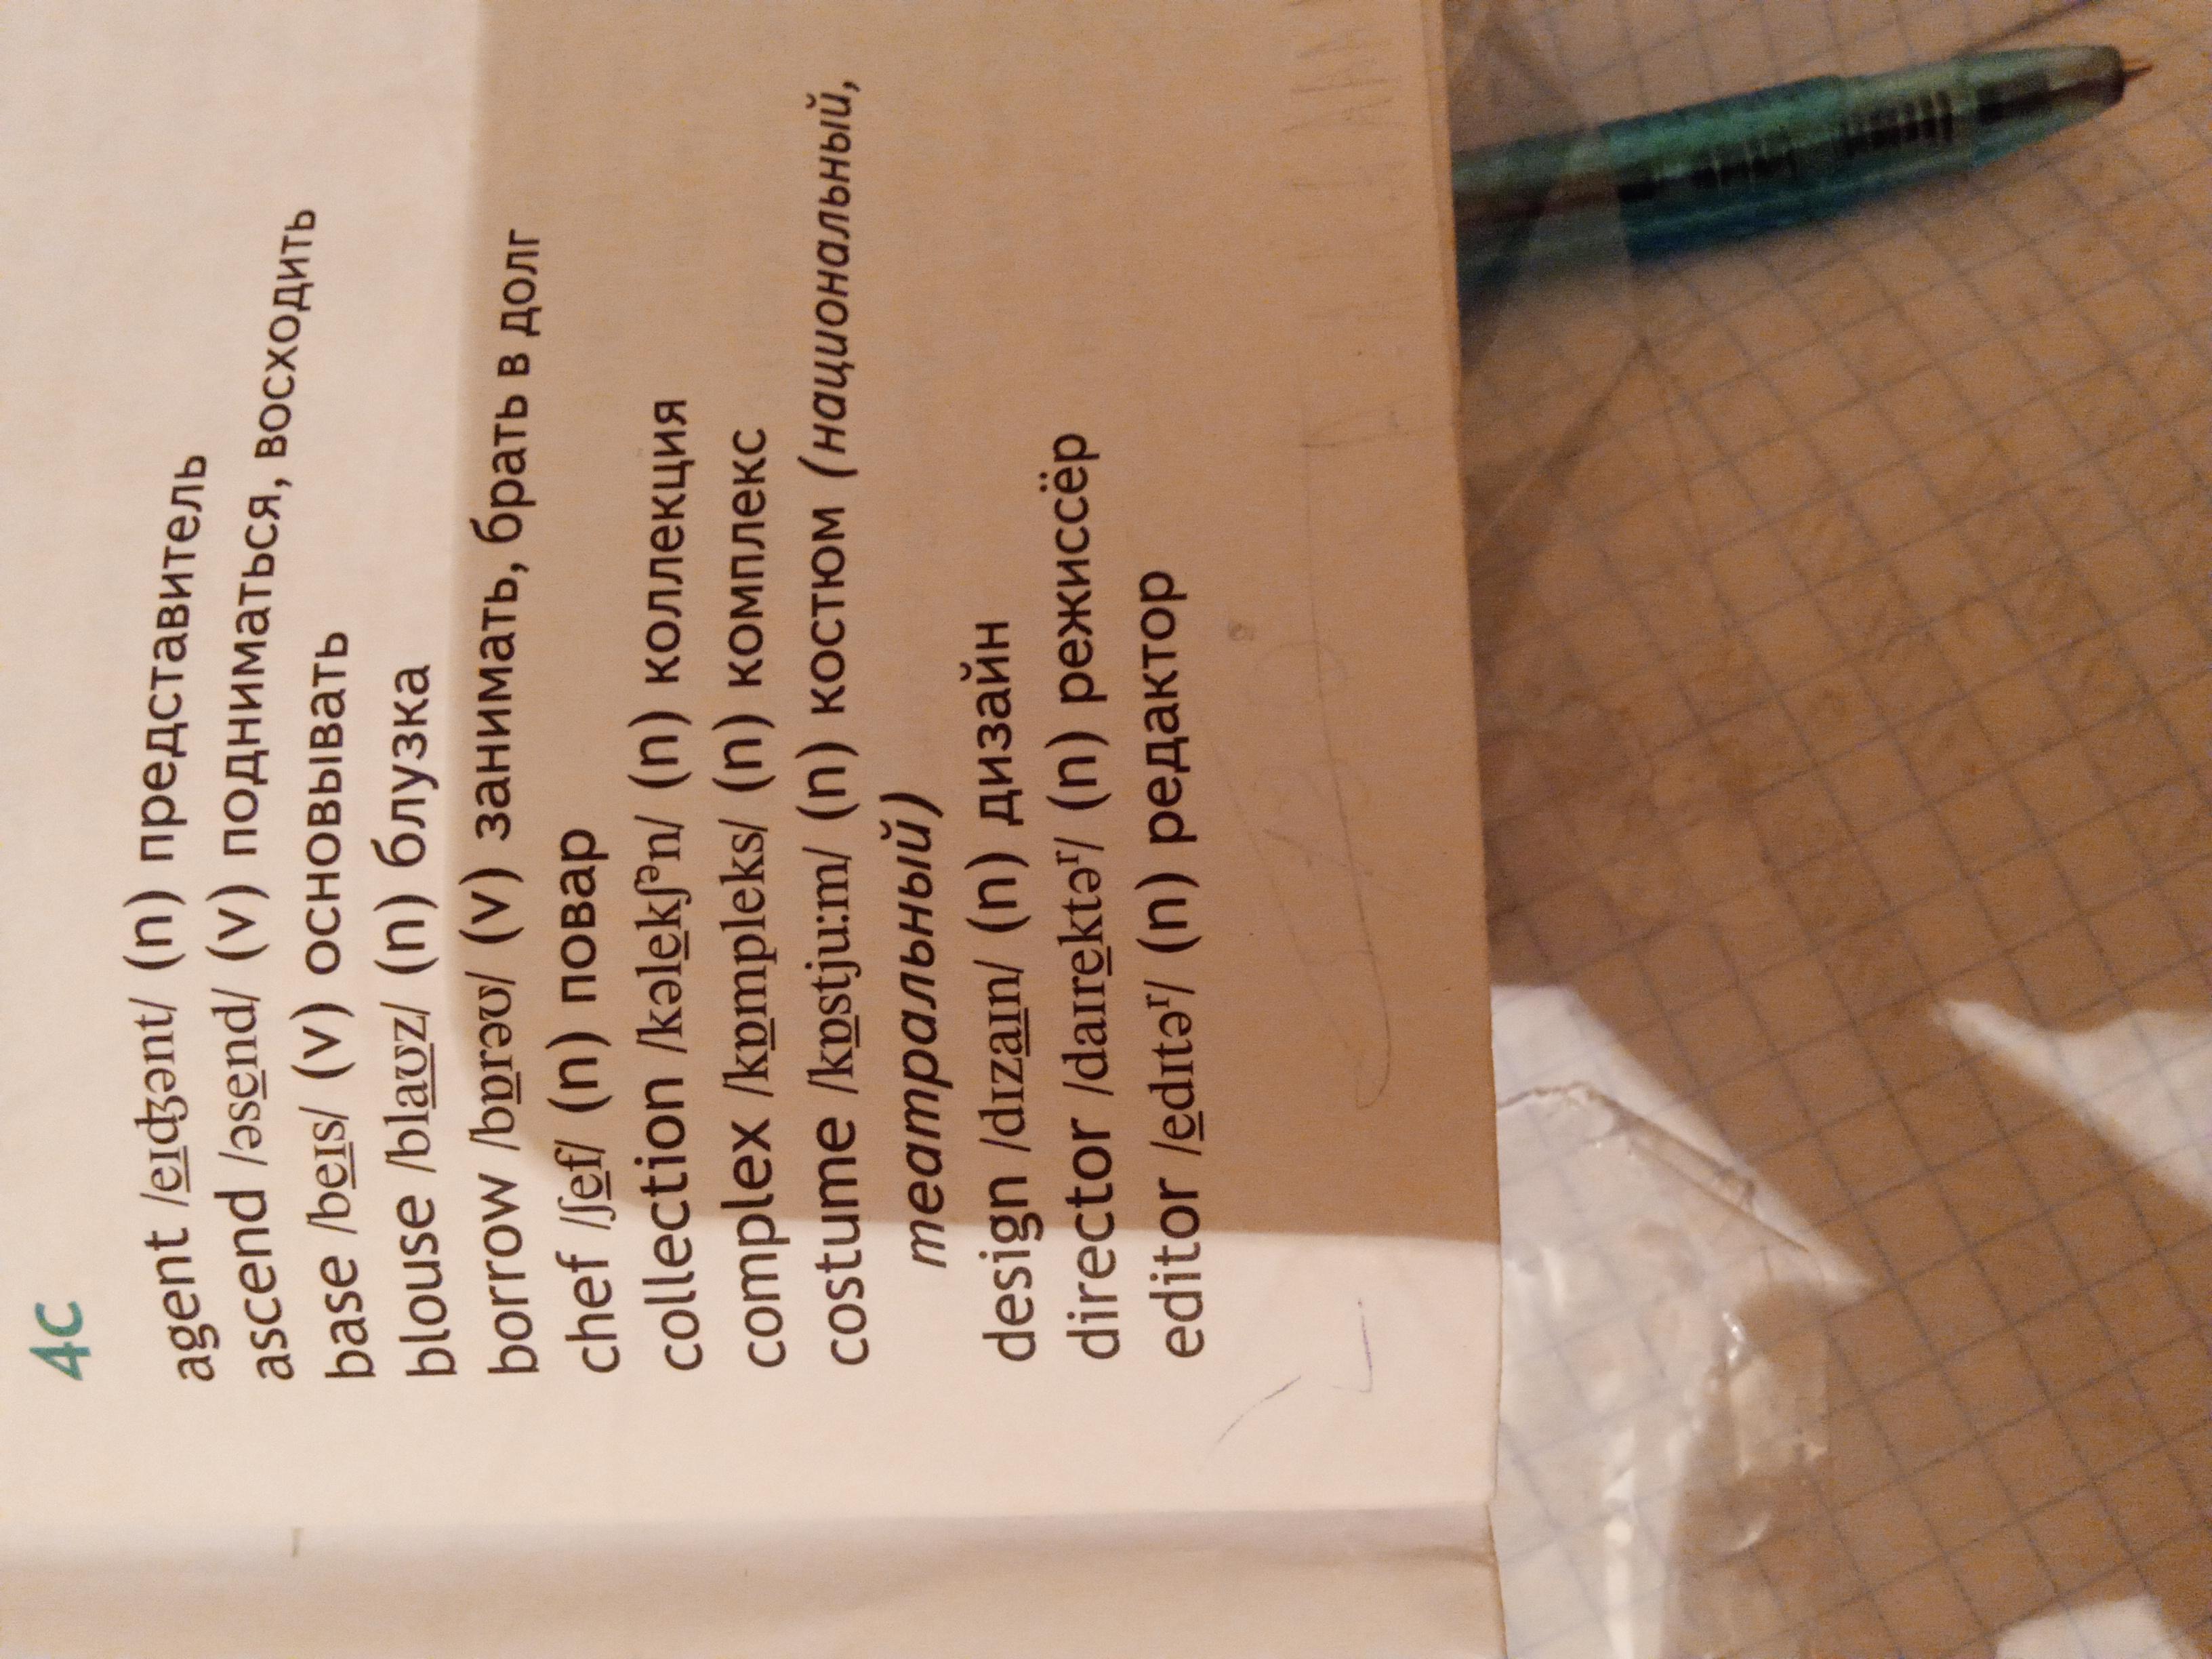 4c
agent /eɪʤənt/ (n) представитель
ascend /əsend/ (v) подниматься, восходить
base /beɪs/ (v) основывать
blouse /blaʊz/ (n) блузка
borrow /bɒrəʊ/ (v) занимать, брать в долг
chef /ʃef/ (n) повар
collection /kəlekʃᵊn/ (n) коллекция
complex /kɒmpleks/ (n) комплекс
costume /kɒstjuːm/ (n) костюм (национальный,
театральный)
design /dɪzaɪn/ (n) дизайн
director /daɪrektəʳ/ (n) режиссёр
editor /edɪtəʳ/ (n) редактор